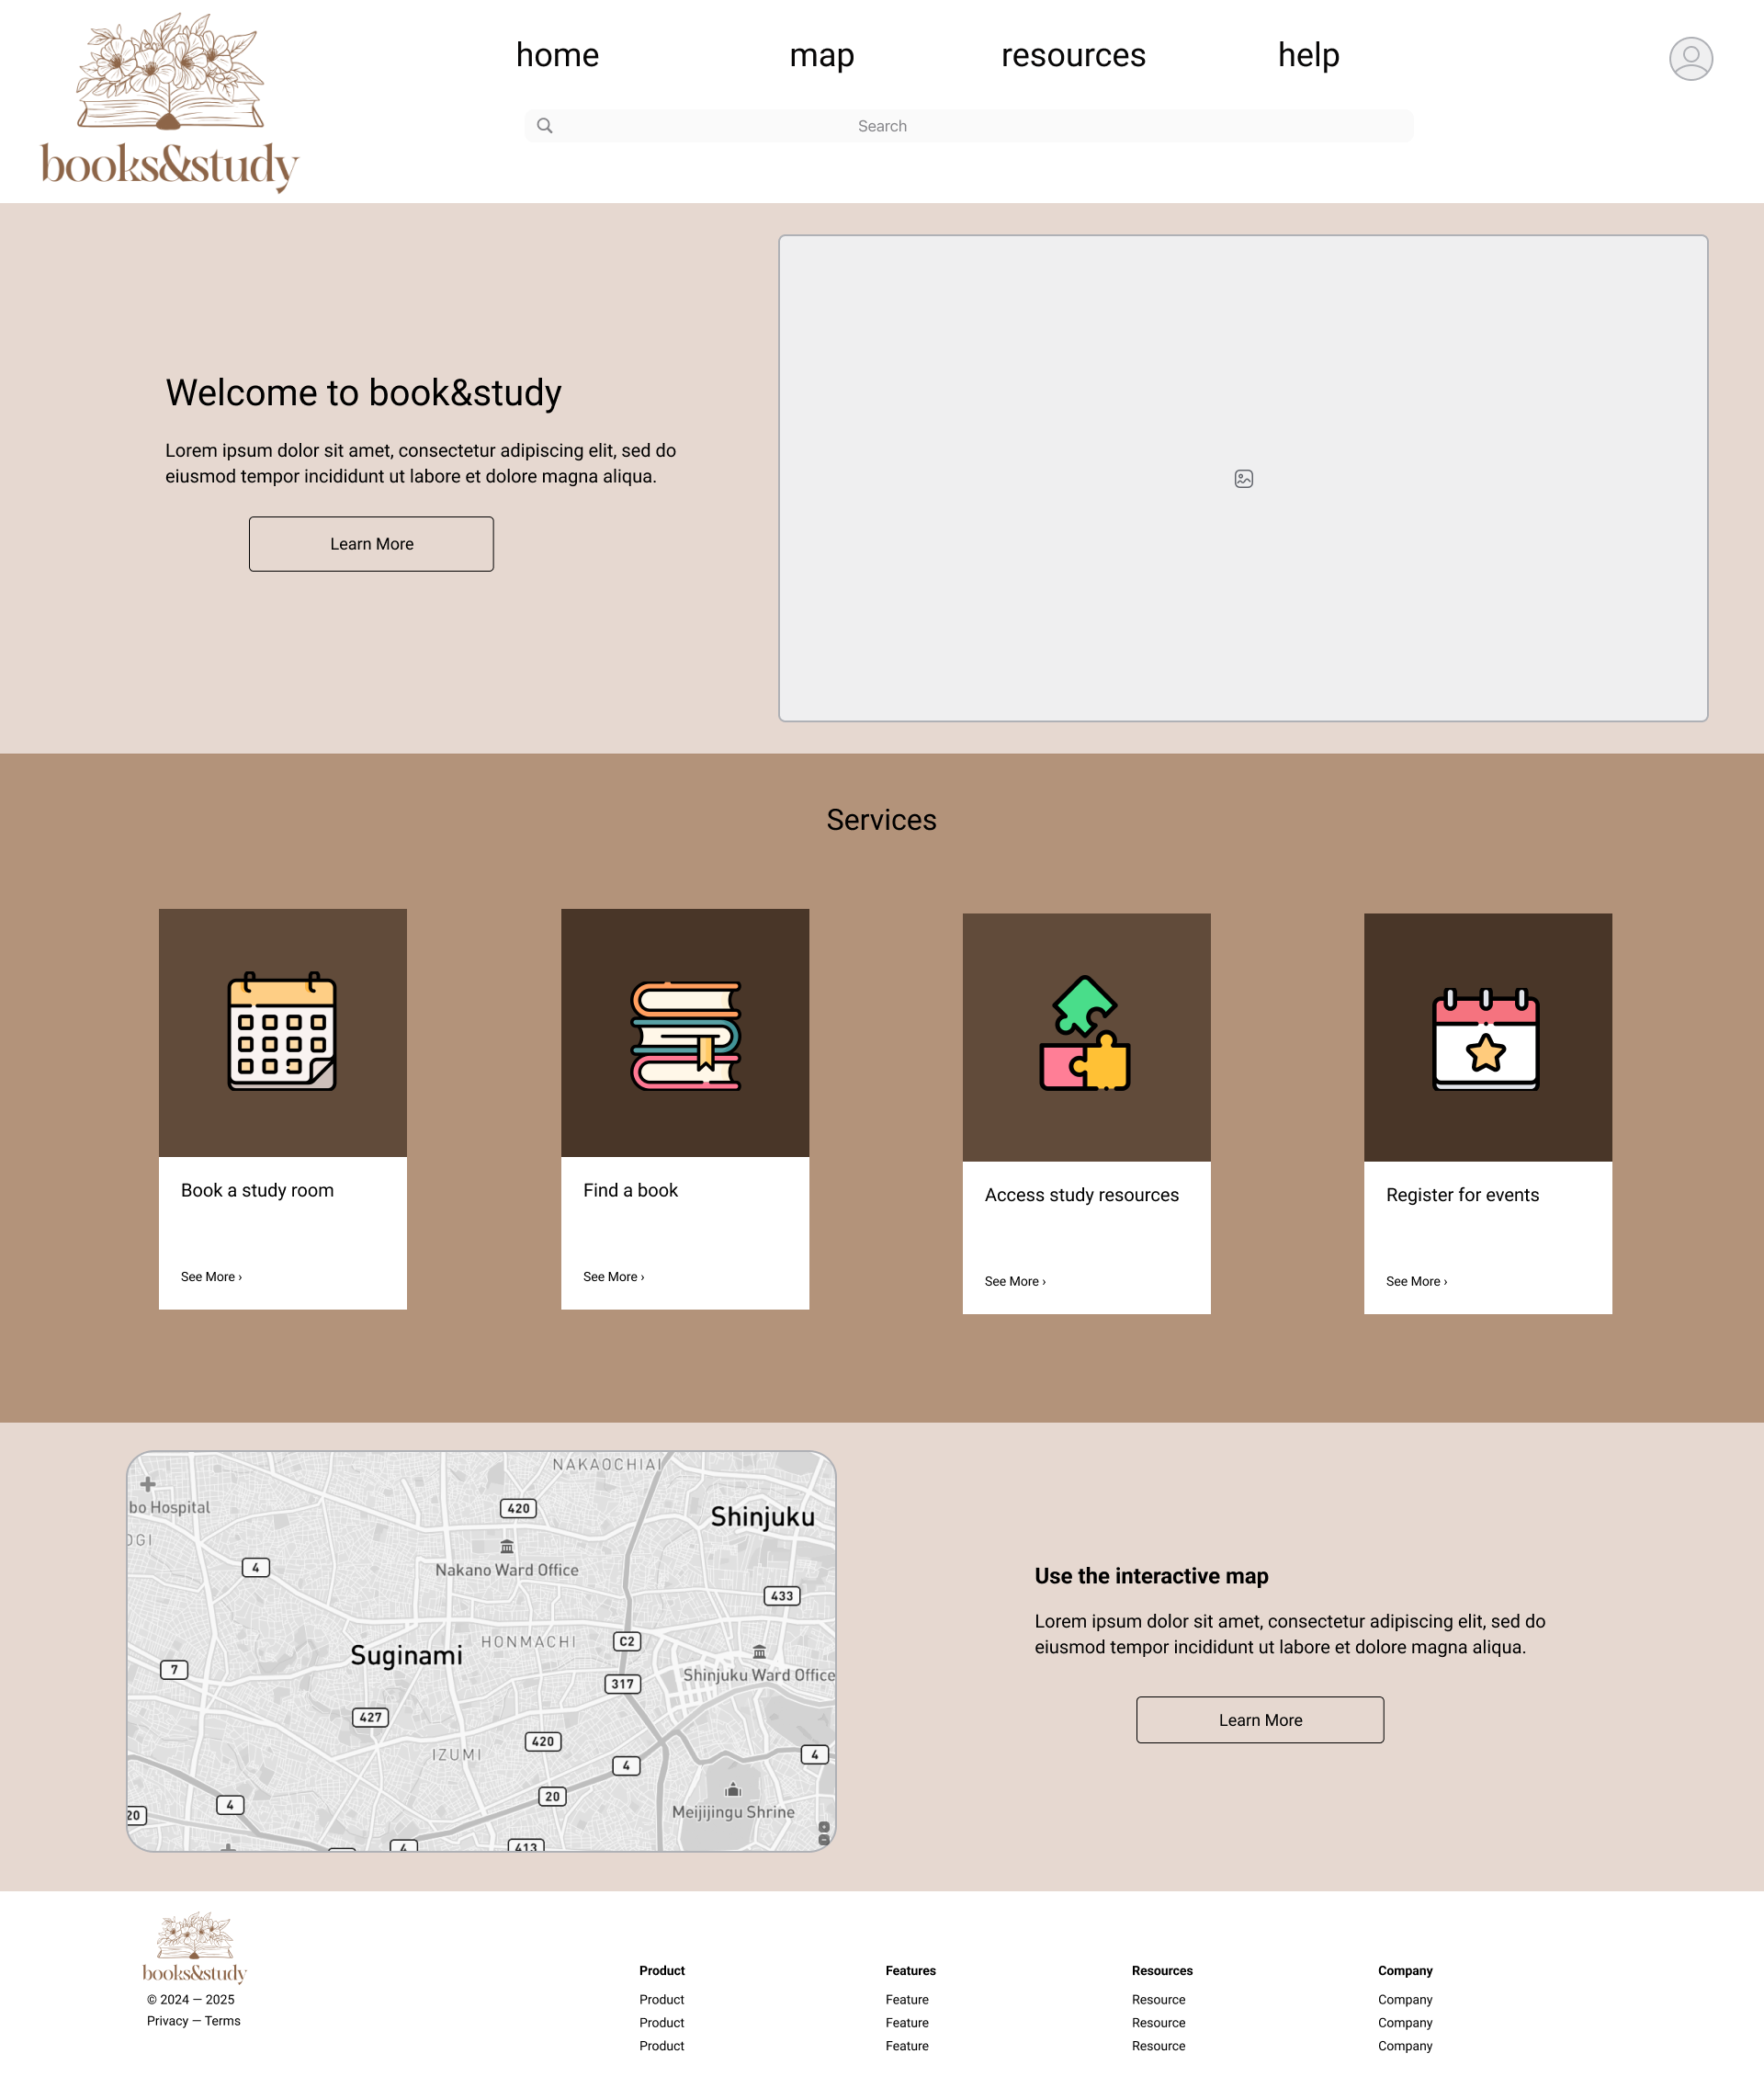 books&study
home
map
resources
help
Search
Welcome to book&study
Lorem ipsum dolor sit amet, consectetur adipiscing elit, sed do
eiusmod tempor incididunt ut labore et dolore magna aliqua.
Learn More
Services
Book a study room
See More ›
Find a book
See More ›
Access study resources
See More ›
Register for events
See More ›
NAKAOCHIAI
bo Hospital
420
Shinjuku
OGI
4
Nakano Ward Office
433
HONMACHI
C2
Suginami
7
Shinjuku Ward Office
317
427
420
IZUMI
4
4
20
4
Meijijingu Shrine
20
4
413
Use the interactive map
Lorem ipsum dolor sit amet, consectetur adipiscing elit, sed do
eiusmod tempor incididunt ut labore et dolore magna aliqua.
Learn More
books&study
© 2024 — 2025
Privacy — Terms
Product
Product
Product
Product
Features
Feature
Feature
Feature
Resources
Resource
Resource
Resource
Company
Company
Company
Company